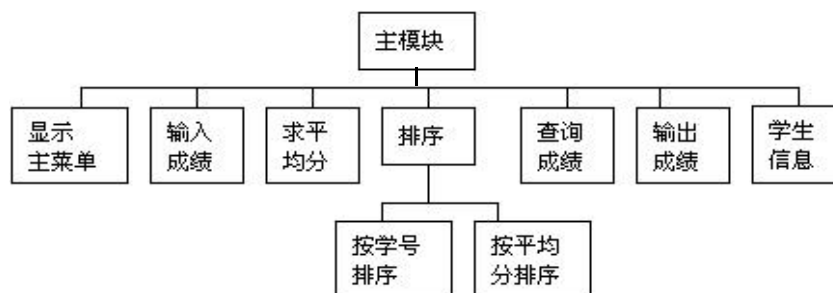 主模块
显示
主菜单
输入
成绩
求平
均分
排序
查询
成绩
输出
成绩
学生
信息
按学号
排序
按平均
分排序